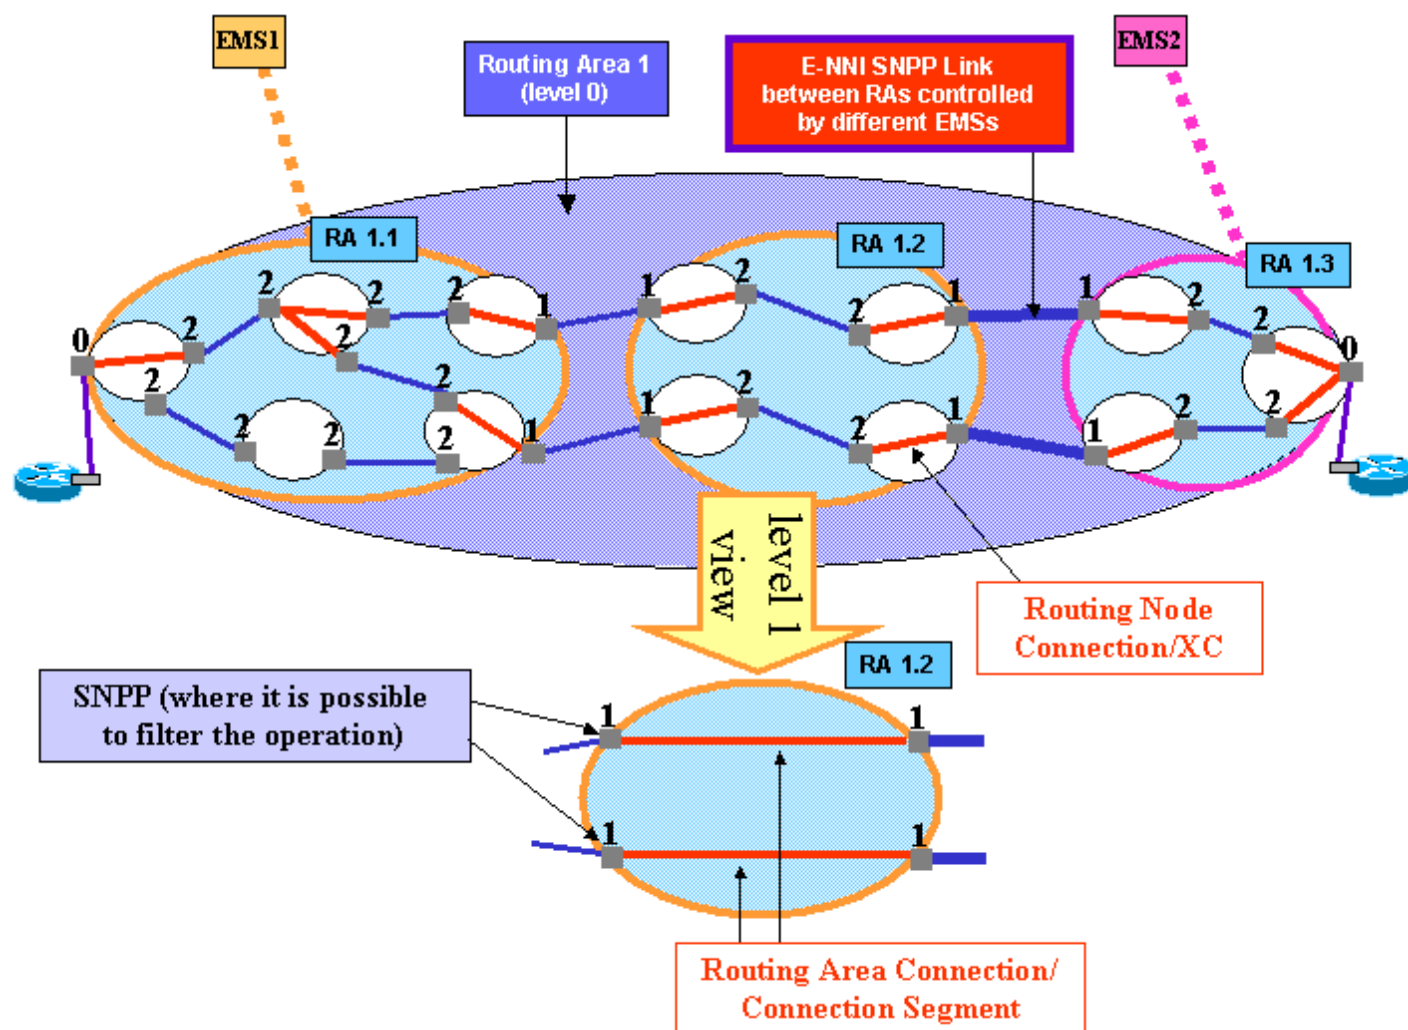 EMS1
EMS2
Routing Area 1
(level 0)
E-NNI SNPP Link
between RAs controlled
by different EMSs
RA 1.1
RA 1.2
RA 1.3
0
2
2
2
2
2
2
1
2
2
2
2
2
1
1
2
2
1
1
2
2
1
1
2
2
1
2
2
0
level 1
view
Routing Node
Connection/XC
RA 1.2
SNPP (where it is possible
to filter the operation)
1
1
1
1
Routing Area Connection/
Connection Segment